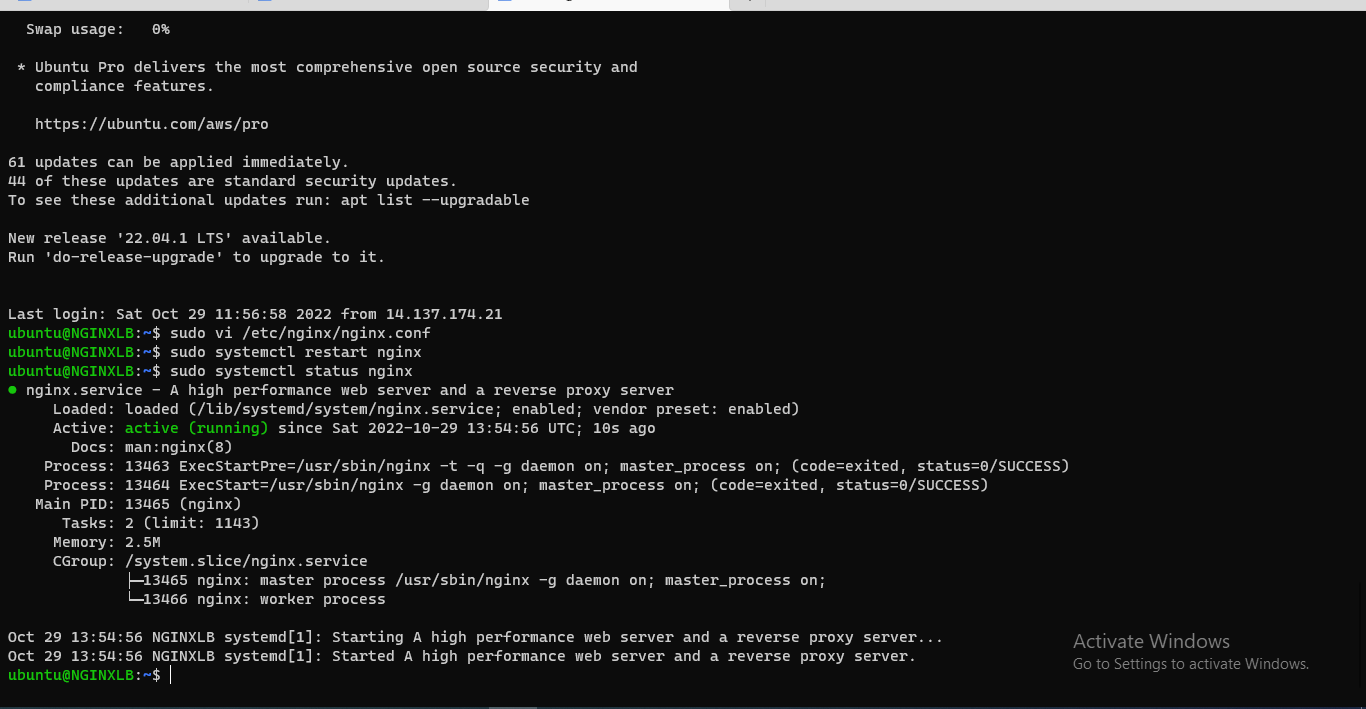 Swap usage:   0%
* Ubuntu Pro delivers the most comprehensive open source security and
compliance features.
https://ubuntu.com/aws/pro
61 updates can be applied immediately.
44 of these updates are standard security updates.
To see these additional updates run: apt list --upgradable
New release '22.04.1 LTS' available.
Run 'do-release-upgrade' to upgrade to it.
Last login: Sat Oct 29 11:56:58 2022 from 14.137.174.21
ubuntu@NGINXLB:~$ sudo vi /etc/nginx/nginx.conf
ubuntu@NGINXLB:~$ sudo systemctl restart nginx
ubuntu@NGINXLB:~$ sudo systemctl status nginx
● nginx.service - A high performance web server and a reverse proxy server
Loaded: loaded (/lib/systemd/system/nginx.service; enabled; vendor preset: enabled)
Active: active (running) since Sat 2022-10-29 13:54:56 UTC; 10s ago
Docs: man:nginx(8)
Process: 13463 ExecStartPre=/usr/sbin/nginx -t -q -g daemon on; master_process on; (code=exited, status=0/SUCCESS)
Process: 13464 ExecStart=/usr/sbin/nginx -g daemon on; master_process on; (code=exited, status=0/SUCCESS)
Main PID: 13465 (nginx)
Tasks: 2 (limit: 1143)
Memory: 2.5M
CGroup: /system.slice/nginx.service
├─13465 nginx: master process /usr/sbin/nginx -g daemon on; master_process on;
└─13466 nginx: worker process
Oct 29 13:54:56 NGINXLB systemd[1]: Starting A high performance web server and a reverse proxy server...
Oct 29 13:54:56 NGINXLB systemd[1]: Started A high performance web server and a reverse proxy server.
ubuntu@NGINXLB:~$
Activate Windows
Go to Settings to activate Windows.